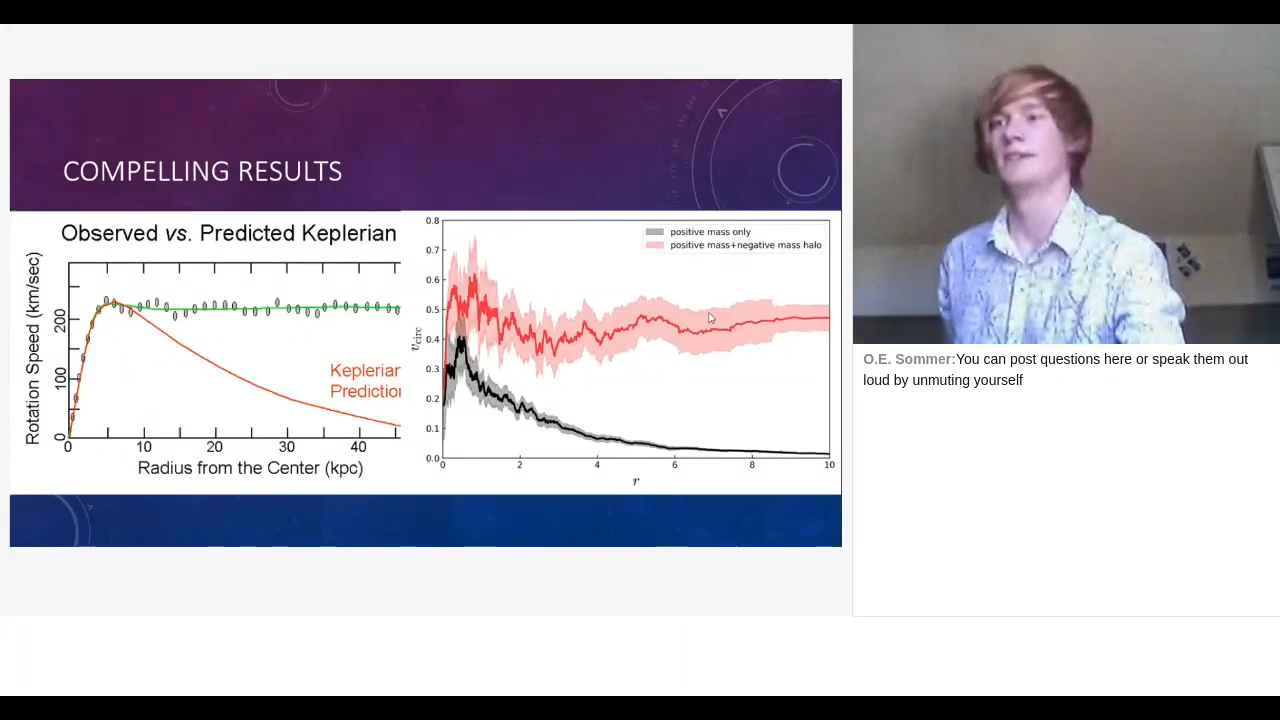 COMPELLING RESULTS
Observed vs. Predicted Keplerian
Rotation Speed (km/sec)
200
100
0
0 10 20 30 40
Radius from the Center (kpc)
Keplerian
Prediction
0.8
0.7
0.6
0.5
0.4
0.3
0.2
0.1
0.0
v circ
positive mass only
positive mass+negative mass halo
0 2 4 6 8 10
r
O.E. Sommer:You can post questions here or speak them out
loud by unmuting yourself